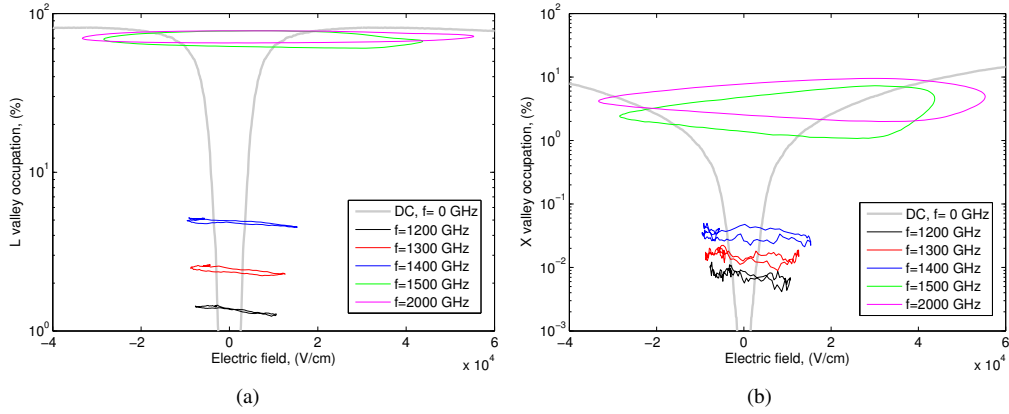 10²
10¹
10⁰
L valley occupation, (%)
DC, f= 0 GHz
f=1200 GHz
f=1300 GHz
f=1400 GHz
f=1500 GHz
f=2000 GHz
−4 −2 0 2 4 6
Electric field, (V/cm)
x 10⁴
(a)
10²
10¹
10⁰
10⁻¹
10⁻²
10⁻³
X valley occupation, (%)
DC, f= 0 GHz
f=1200 GHz
f=1300 GHz
f=1400 GHz
f=1500 GHz
f=2000 GHz
−4 −2 0 2 4 6
Electric field, (V/cm)
x 10⁴
(b)